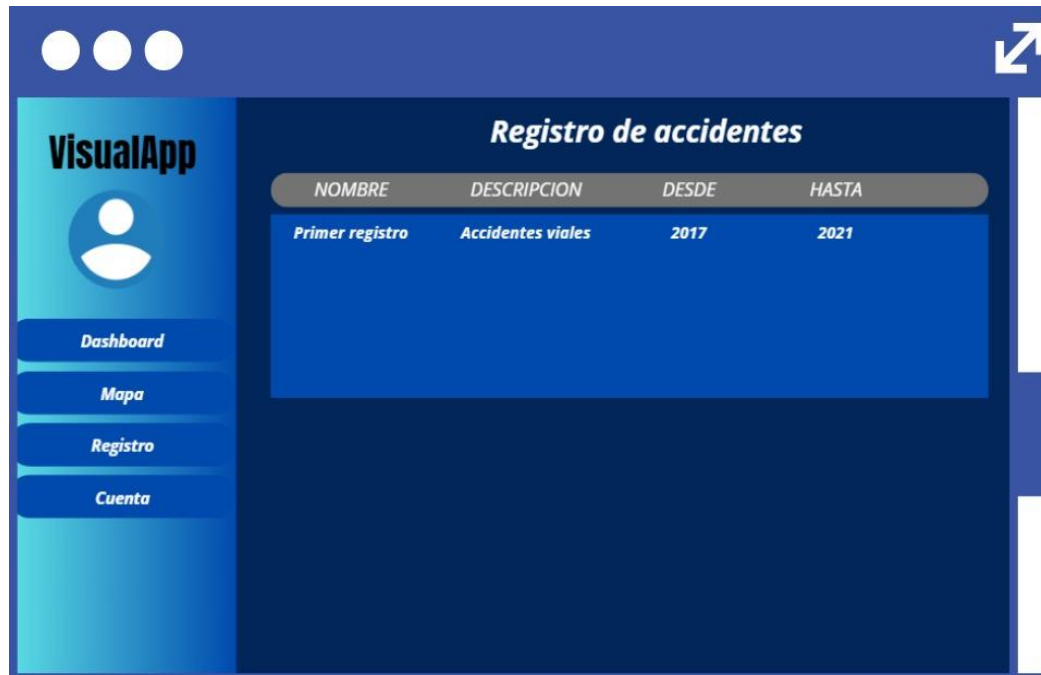 VisualApp
Dashboard
Mapa
Registro
Cuenta
Registro de accidentes
NOMBRE DESCRIPCION DESDE HASTA
Primer registro Accidentes viales 2017 2021